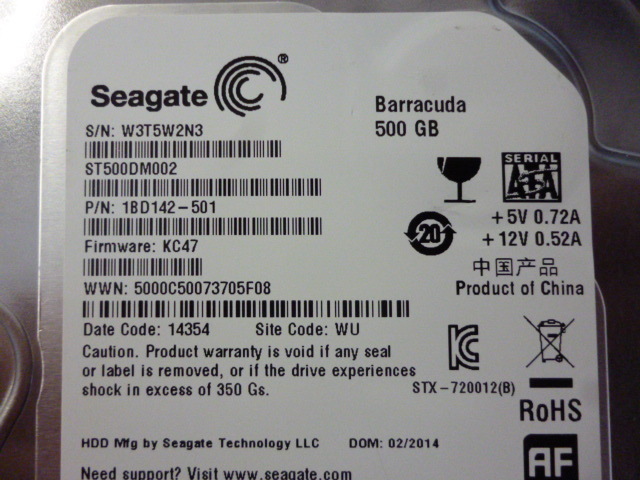 Seagate ®
Barracuda
500 GB
S/N: W3T5W2N3
ST500DM002
P/N: 1BD142-501
Firmware: KC47
WWN: 5000C50073705F08
Date Code: 14354 Site Code: WU
Caution. Product warranty is void if any seal
or label is removed, or if the drive experiences
shock in excess of 350 Gs.
SERIAL
ATA
+5V 0.72A
+12V 0.52A
20
中国产品
Product of China
STX-720012(B)
RoHS
HDD Mfg by Seagate Technology LLC DOM: 02/2014
AF
Need support? Visit www.seagate.com